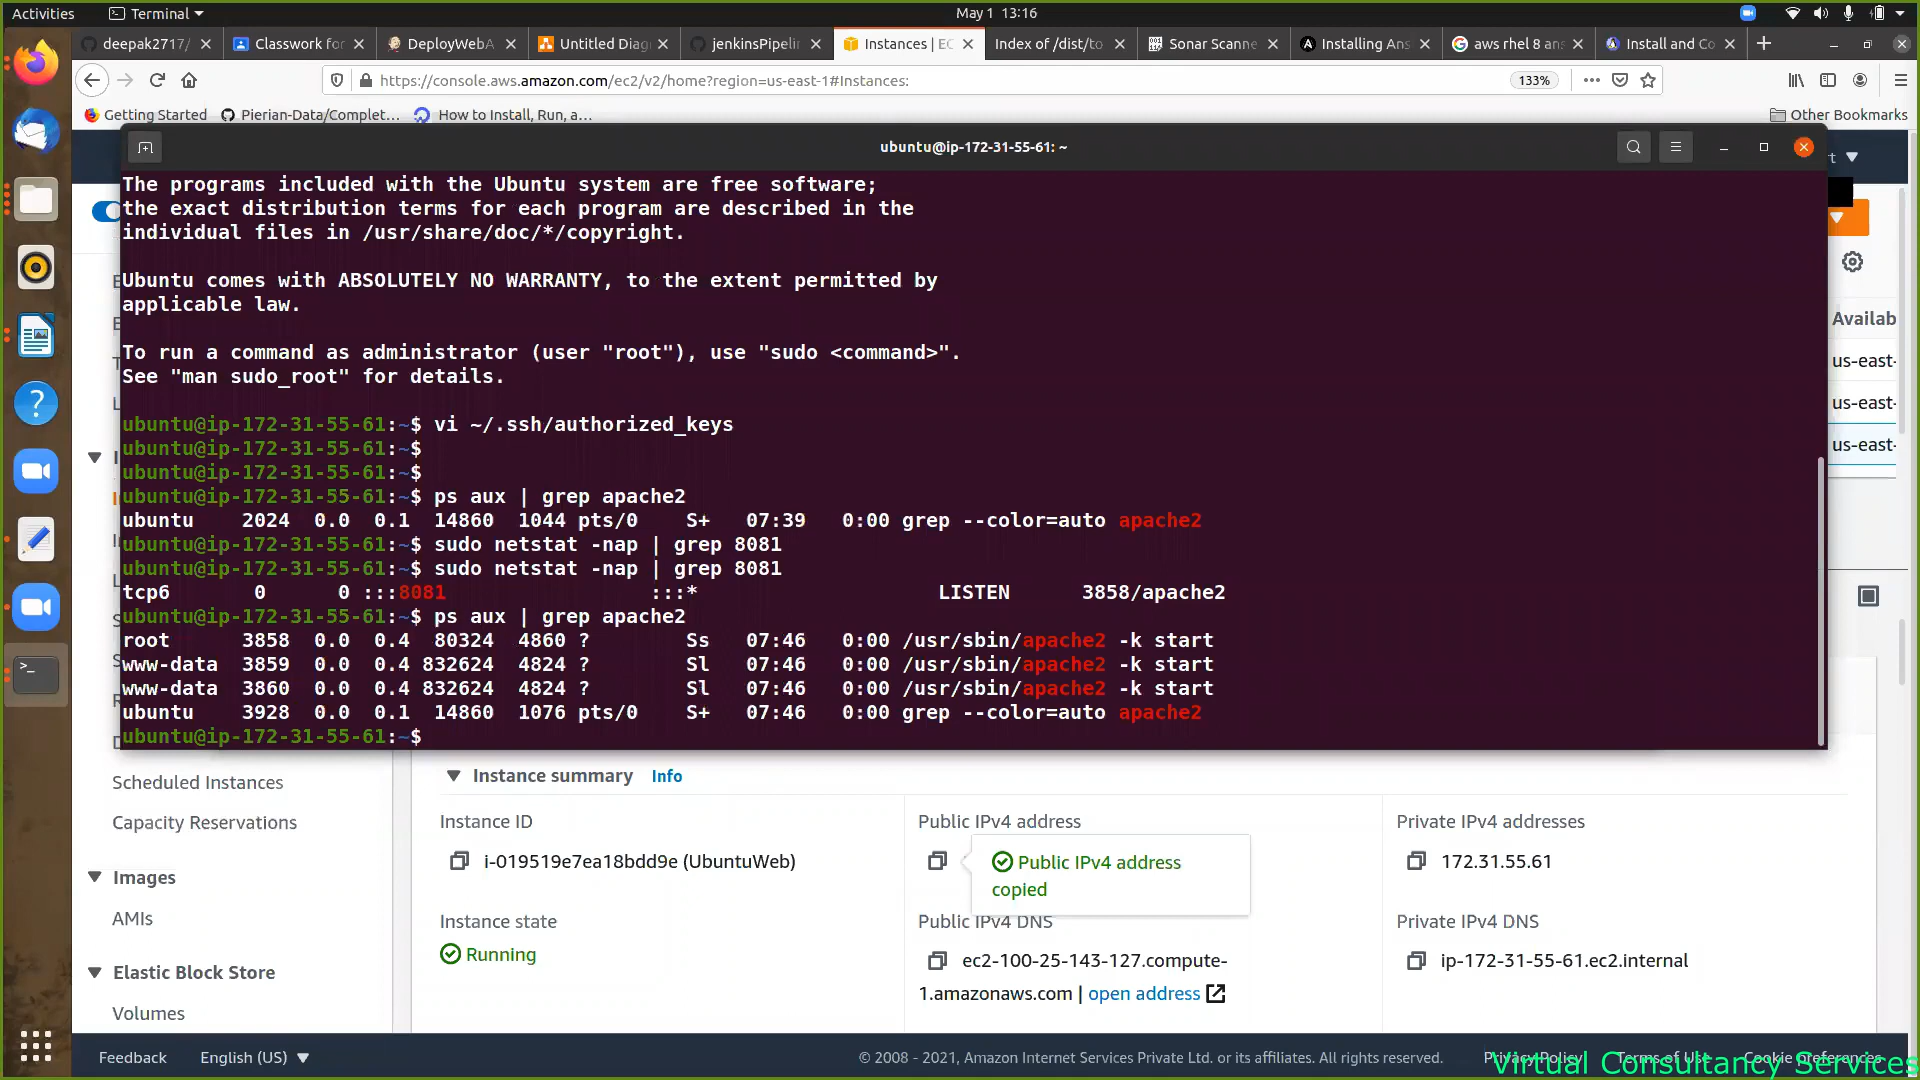 Activities
Terminal
May 1 13:16
deepak2717/
Classwork for
DeployWebA
Untitled Diag
jenkinsPipelin
Instances | EC
Index of /dist/to
Sonar Scanne
Installing Ans
aws rhel 8 ans
Install and Co
https://console.aws.amazon.com/ec2/v2/home?region=us-east-1#Instances:
133%
Getting Started
Pierian-Data/Complet...
How to Install, Run, a...
Other Bookmarks
ubuntu@ip-172-31-55-61: ~
The programs included with the Ubuntu system are free software;
the exact distribution terms for each program are described in the
individual files in /usr/share/doc/*/copyright.
Ubuntu comes with ABSOLUTELY NO WARRANTY, to the extent permitted by
applicable law.
To run a command as administrator (user "root"), use "sudo <command>".
See "man sudo_root" for details.
ubuntu@ip-172-31-55-61:~$ vi ~/.ssh/authorized_keys
ubuntu@ip-172-31-55-61:~$
ubuntu@ip-172-31-55-61:~$
ubuntu@ip-172-31-55-61:~$ ps aux | grep apache2
ubuntu 2024 0.0 0.1 14860 1044 pts/0 S+ 07:39 0:00 grep --color=auto apache2
ubuntu@ip-172-31-55-61:~$ sudo netstat -nap | grep 8081
ubuntu@ip-172-31-55-61:~$ sudo netstat -nap | grep 8081
tcp6 0 0 :::8081 :::* LISTEN 3858/apache2
ubuntu@ip-172-31-55-61:~$ ps aux | grep apache2
root 3858 0.0 0.4 80324 4860 ? Ss 07:46 0:00 /usr/sbin/apache2 -k start
www-data 3859 0.0 0.4 832624 4824 ? Sl 07:46 0:00 /usr/sbin/apache2 -k start
www-data 3860 0.0 0.4 832624 4824 ? Sl 07:46 0:00 /usr/sbin/apache2 -k start
ubuntu 3928 0.0 0.1 14860 1076 pts/0 S+ 07:46 0:00 grep --color=auto apache2
ubuntu@ip-172-31-55-61:~$
Availab
us-east-
us-east-
us-east-
Scheduled Instances
Capacity Reservations
Images
AMIs
Elastic Block Store
Volumes
Instance summary Info
Instance ID
i-019519e7ea18bdd9e (UbuntuWeb)
Public IPv4 address
Public IPv4 address
copied
Private IPv4 addresses
172.31.55.61
Instance state
Running
Public IPv4 DNS
ec2-100-25-143-127.compute-
1.amazonaws.com | open address
Private IPv4 DNS
ip-172-31-55-61.ec2.internal
Feedback
English (US)
© 2008 - 2021, Amazon Internet Services Private Ltd. or its affiliates. All rights reserved.
Privacy Policy
Terms of Use
Cookie preferences
Virtual Consultancy Services